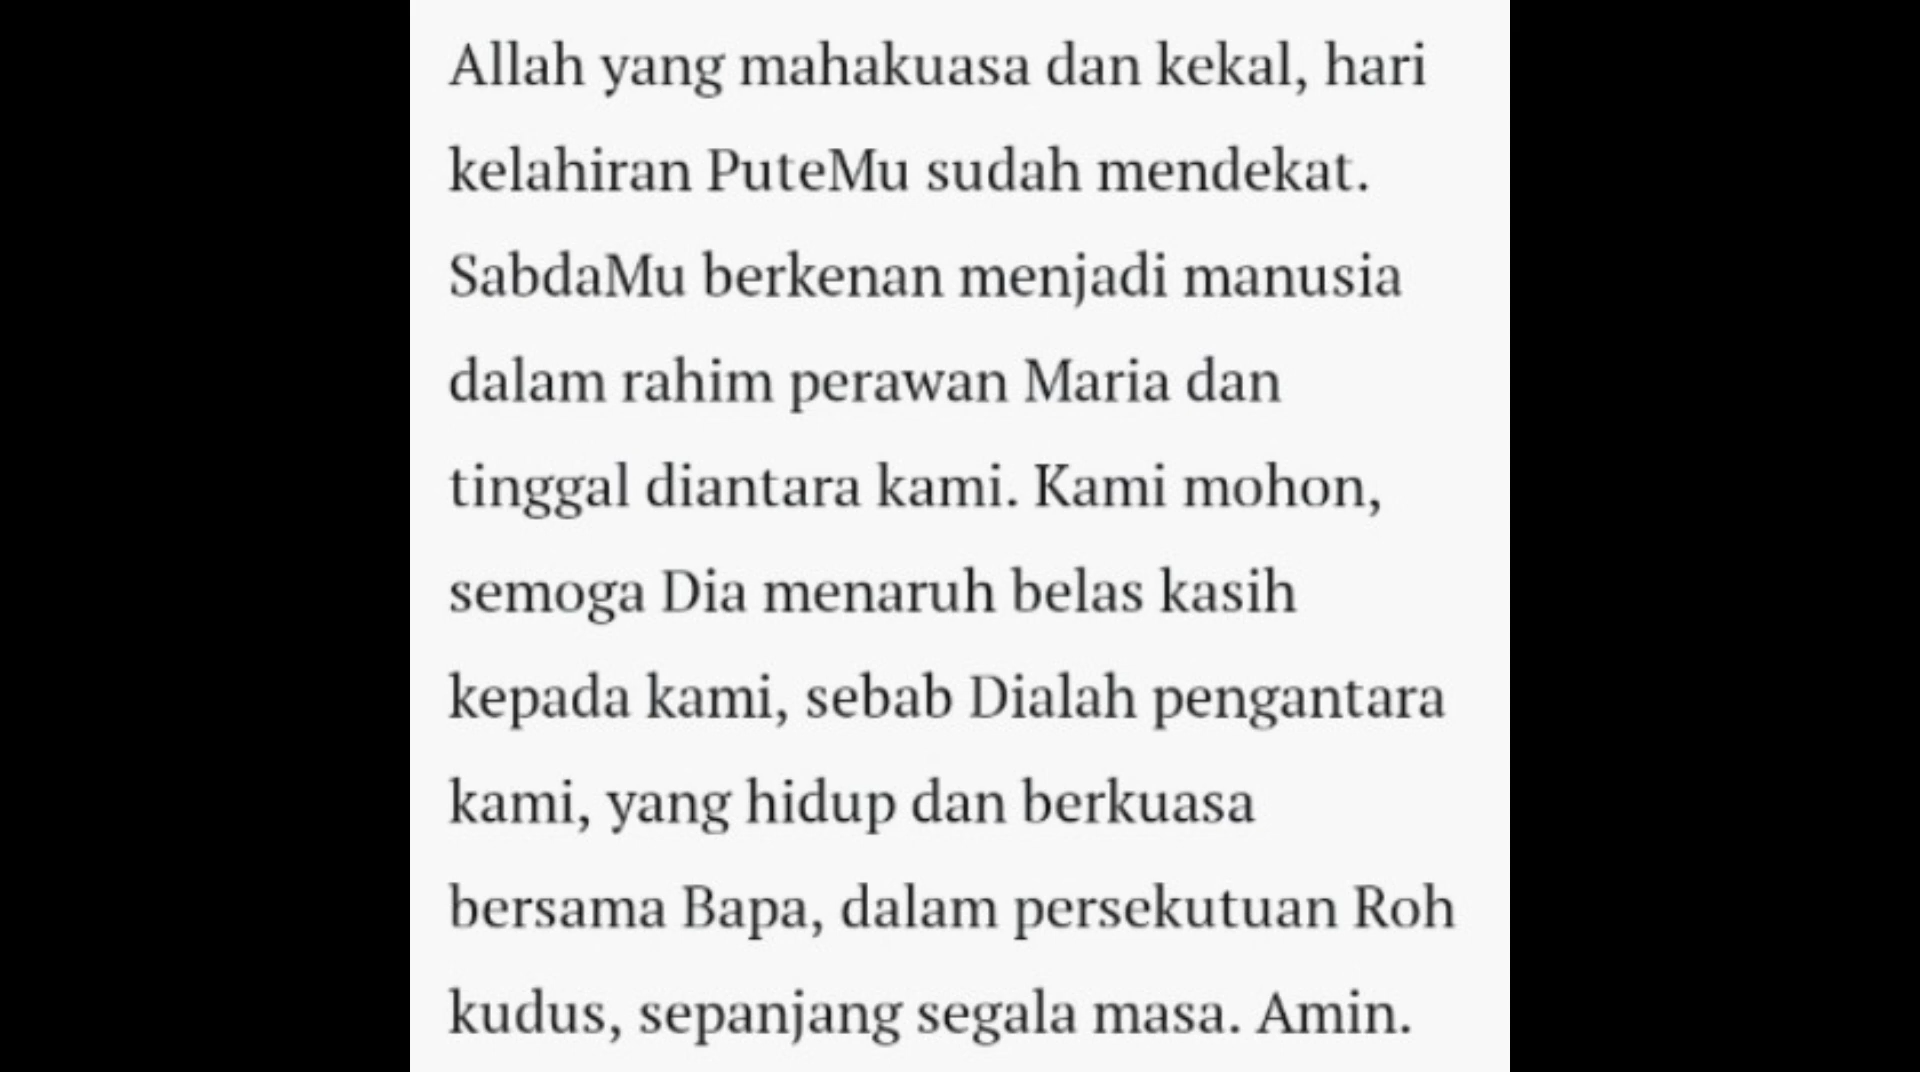 Allah yang mahakuasa dan kekal, hari
kelahiran PuteMu sudah mendekat.
SabdaMu berkenan menjadi manusia
dalam rahim perawan Maria dan
tinggal diantara kami. Kami mohon,
semoga Dia menaruh belas kasih
kepada kami, sebab Dialah pengantara
kami, yang hidup dan berkuasa
bersama Bapa, dalam persekutuan Roh
kudus, sepanjang segala masa. Amin.